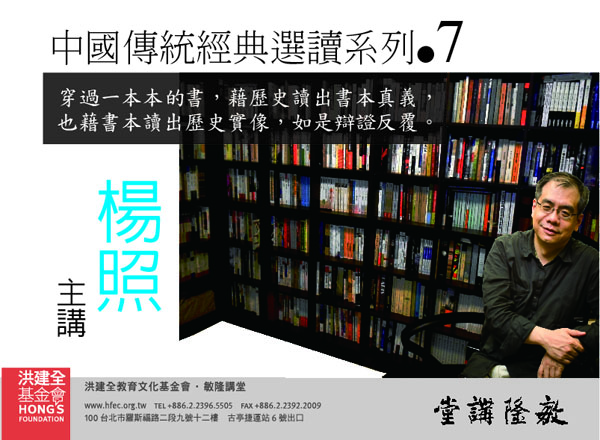 中國傳統經典選讀系列●7
穿過一本本的書，藉歷史讀出書本真義，
也藉書本讀出歷史實像，如是辯證反覆。
楊照
主講
洪建全
基金會
HONG'S
FOUNDATION
洪建全教育文化基金會・敏隆講堂
www.hfec.org.tw TEL +886.2.2396.5505 FAX +886.2.2392.2009
100 台北市羅斯福路二段九號十二樓 古亭捷運站 6 號出口
堂講隆敏